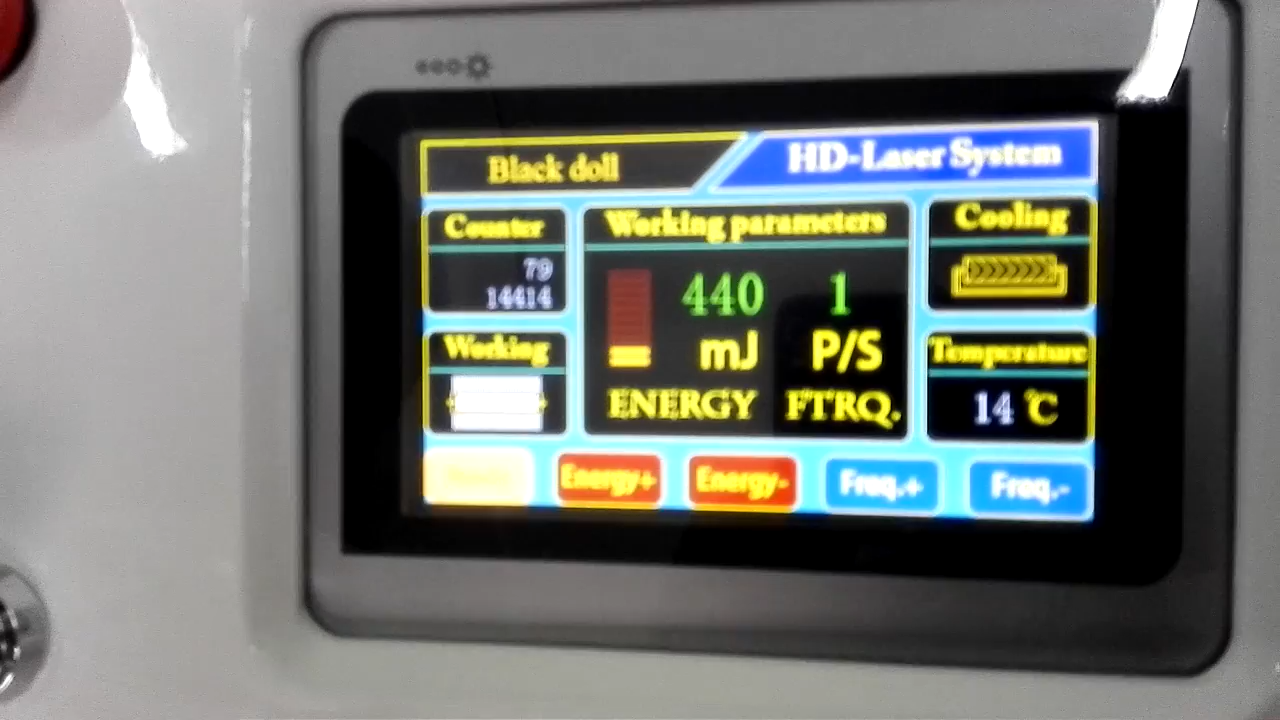 Black doll
HD-Laser System
Counter
79
14414
Working parameters
440 1
mJ P/S
ENERGY FTRQ.
Cooling
Working
Temperature
14 ℃
Energy+ Energy- Freq.+ Freq.-